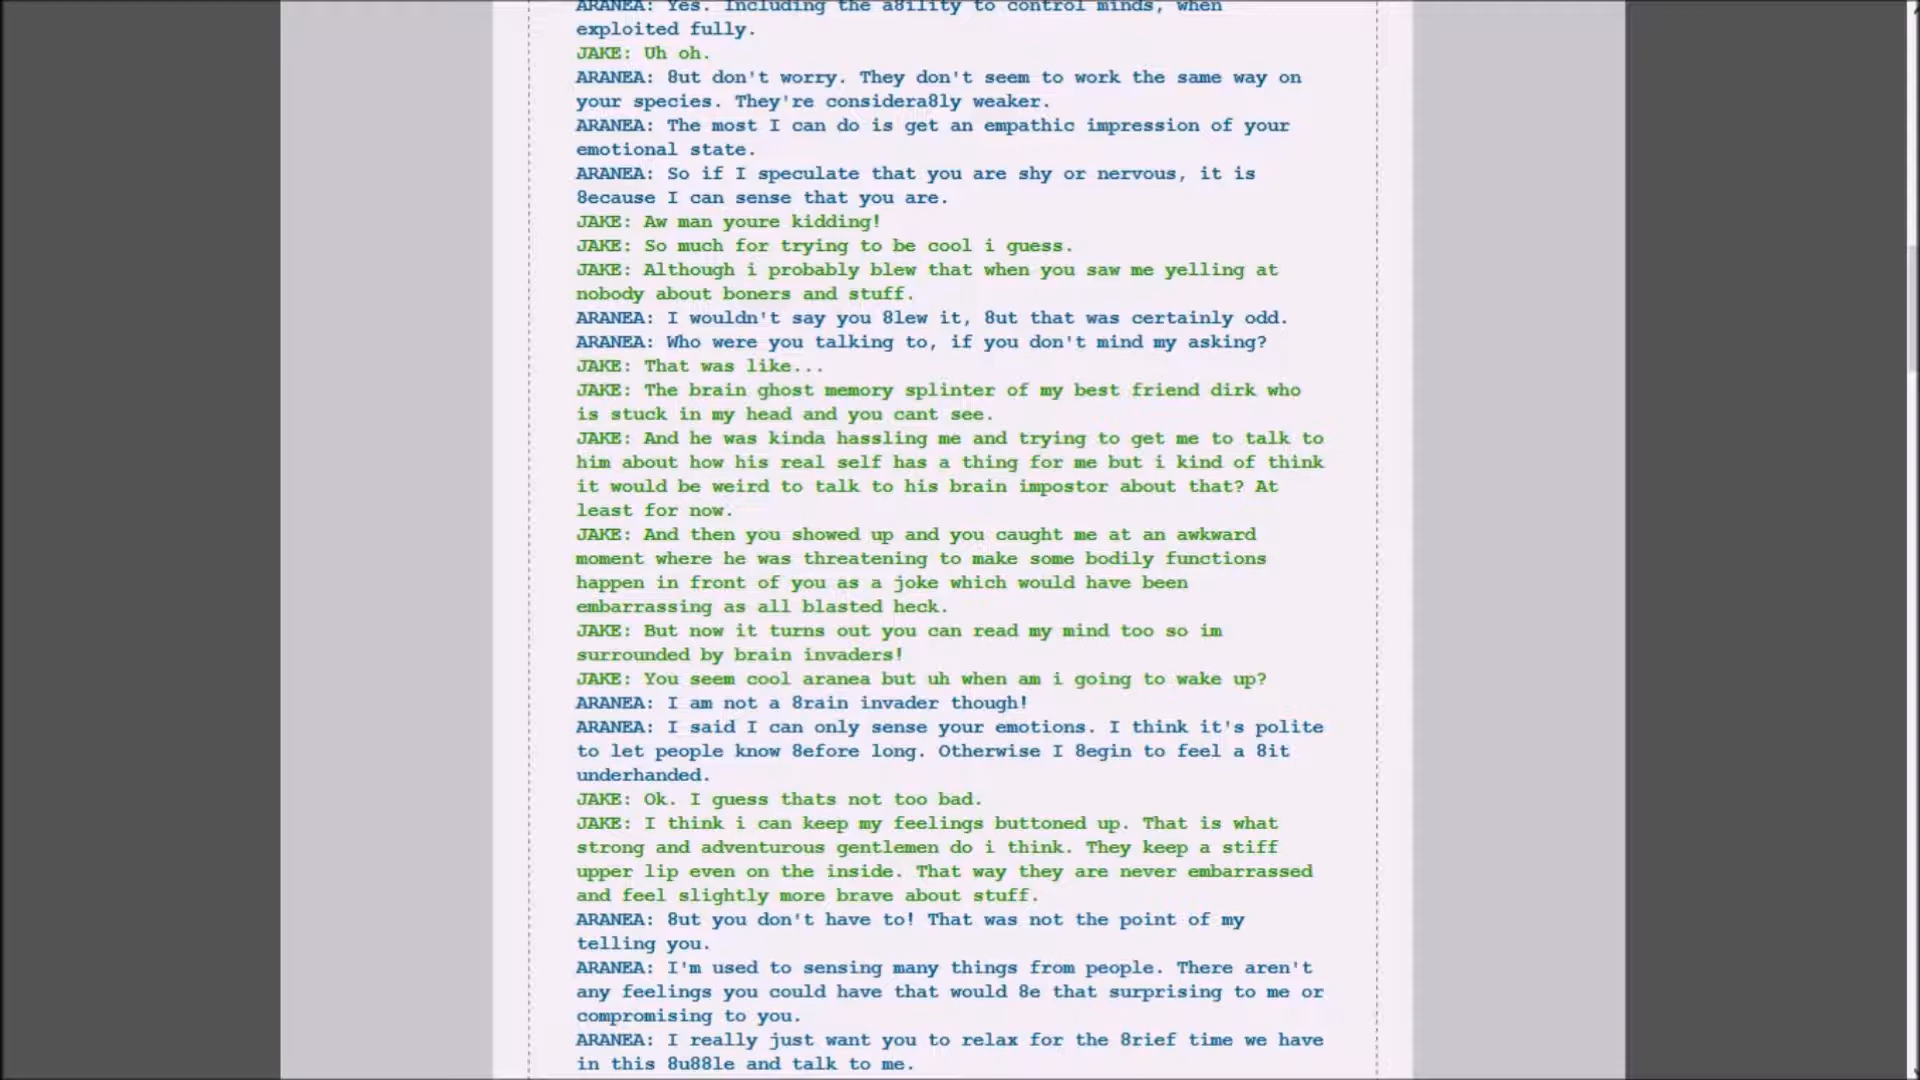 ARANEA: Yes. Including the a8ility to control minds, when
exploited fully.
JAKE: Uh oh.
ARANEA: 8ut don't worry. They don't seem to work the same way on
your species. They're considera8ly weaker.
ARANEA: The most I can do is get an empathic impression of your
emotional state.
ARANEA: So if I speculate that you are shy or nervous, it is
8ecause I can sense that you are.
JAKE: Aw man youre kidding!
JAKE: So much for trying to be cool i guess.
JAKE: Although i probably blew that when you saw me yelling at
nobody about boners and stuff.
ARANEA: I wouldn't say you 8lew it, 8ut that was certainly odd.
ARANEA: Who were you talking to, if you don't mind my asking?
JAKE: That was like...
JAKE: The brain ghost memory splinter of my best friend dirk who
is stuck in my head and you cant see.
JAKE: And he was kinda hassling me and trying to get me to talk to
him about how his real self has a thing for me but i kind of think
it would be weird to talk to his brain impostor about that? At
least for now.
JAKE: And then you showed up and you caught me at an awkward
moment where he was threatening to make some bodily functions
happen in front of you as a joke which would have been
embarrassing as all blasted heck.
JAKE: But now it turns out you can read my mind too so im
surrounded by brain invaders!
JAKE: You seem cool aranea but uh when am i going to wake up?
ARANEA: I am not a 8rain invader though!
ARANEA: I said I can only sense your emotions. I think it's polite
to let people know 8efore long. Otherwise I 8egin to feel a 8it
underhanded.
JAKE: Ok. I guess thats not too bad.
JAKE: I think i can keep my feelings buttoned up. That is what
strong and adventurous gentlemen do i think. They keep a stiff
upper lip even on the inside. That way they are never embarrassed
and feel slightly more brave about stuff.
ARANEA: 8ut you don't have to! That was not the point of my
telling you.
ARANEA: I'm used to sensing many things from people. There aren't
any feelings you could have that would 8e that surprising to me or
compromising to you.
ARANEA: I really just want you to relax for the 8rief time we have
in this 8u88le and talk to me.